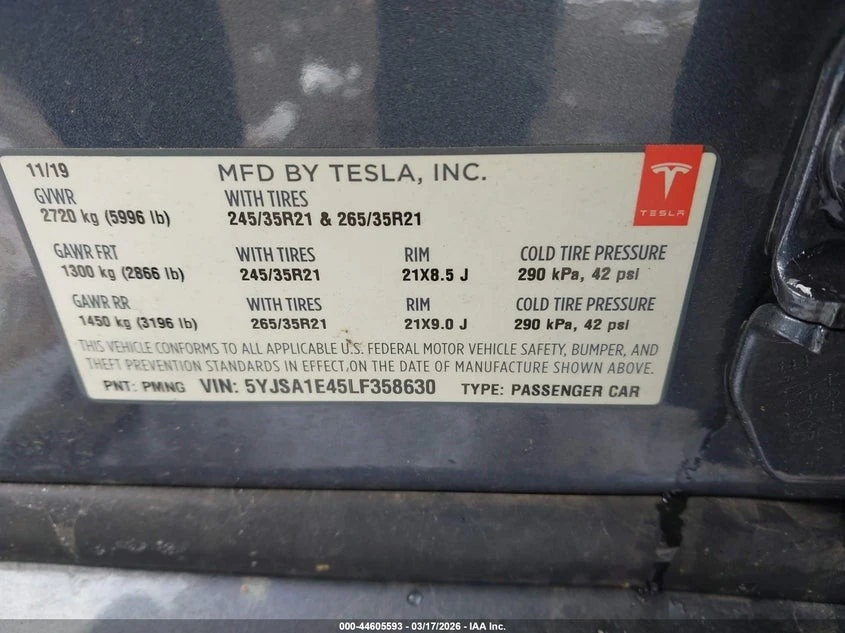 11/19 MFD BY TESLA, INC.
TESLA
GVWR WITH TIRES
2720 kg (5996 lb) 245/35R21 & 265/35R21
GAWR FRT WITH TIRES RIM COLD TIRE PRESSURE
1300 kg (2866 lb) 245/35R21 21X8.5 J 290 kPa, 42 psi
GAWR RR WITH TIRES RIM COLD TIRE PRESSURE
1450 kg (3196 lb) 265/35R21 21X9.0 J 290 kPa, 42 psi
THIS VEHICLE CONFORMS TO ALL APPLICABLE U.S. FEDERAL MOTOR VEHICLE SAFETY, BUMPER, AND
THEFT PREVENTION STANDARDS IN EFFECT ON THE DATE OF MANUFACTURE SHOWN ABOVE.
PNT: PMNG VIN: 5YJSA1E45LF358630 TYPE: PASSENGER CAR
000-44605593 - 03/17/2026 - IAA Inc.